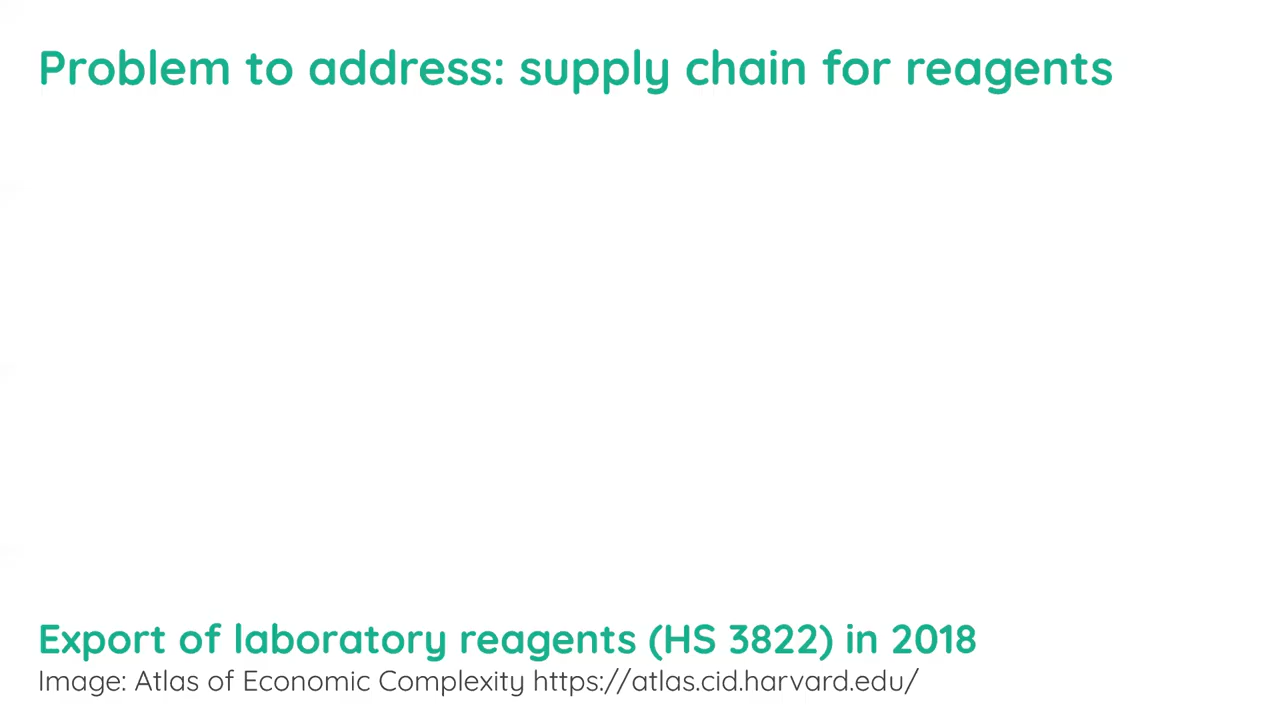 Problem to address: supply chain for reagents
Export of laboratory reagents (HS 3822) in 2018
Image: Atlas of Economic Complexity https://atlas.cid.harvard.edu/